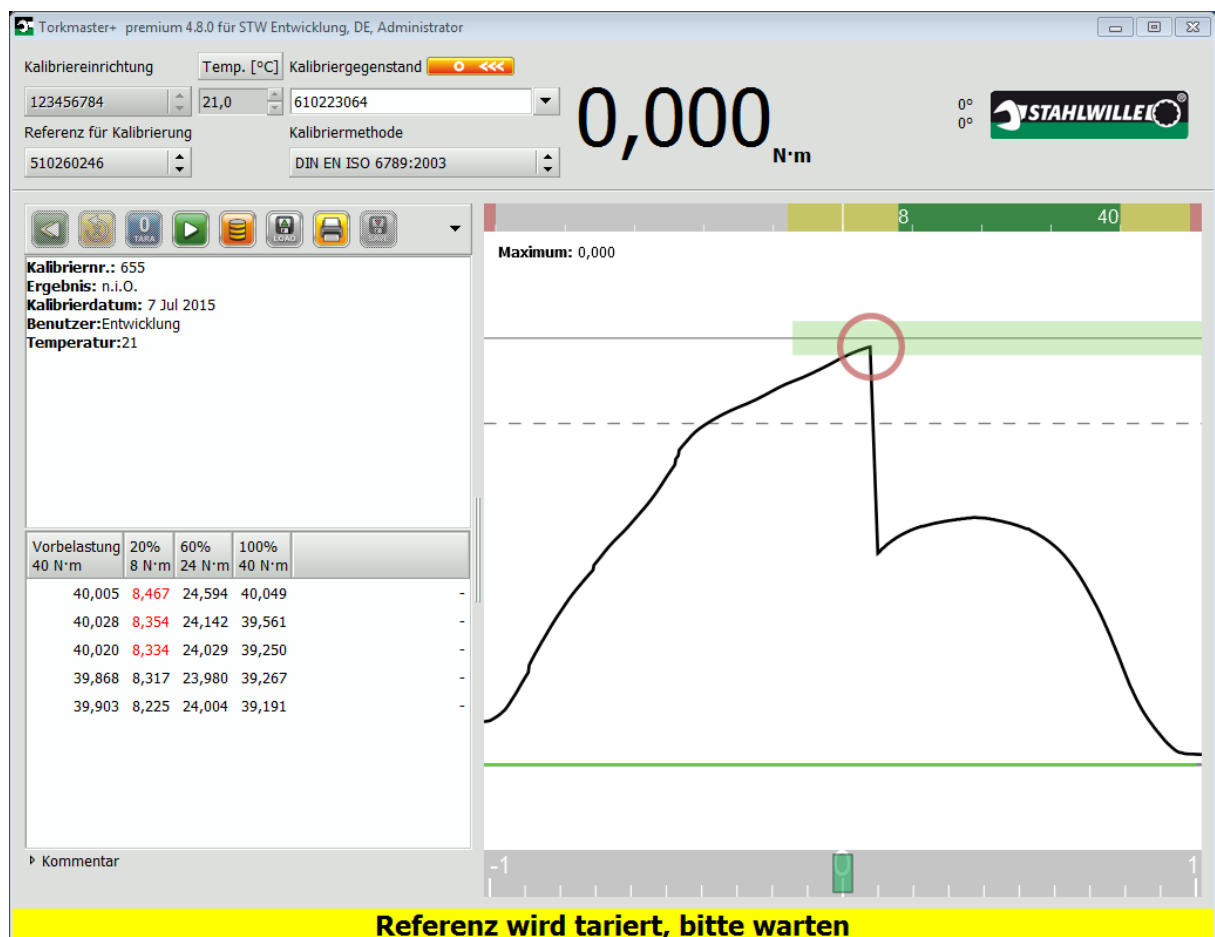 Torkmaster+ premium 4.8.0 für STW Entwicklung, DE, Administrator
Kalibriereinrichtung Temp. [°C] Kalibriergegenstand O <<<
123456784 21,0 610223064
Referenz für Kalibrierung Kalibriermethode
510260246 DIN EN ISO 6789:2003
0,000 N·m
0°
0°
STAHLWILLE ®
0 TARA LOAD SAVE
8 40
Maximum: 0,000
Kalibriernr.: 655
Ergebnis: n.i.O.
Kalibrierdatum: 7 Jul 2015
Benutzer:Entwicklung
Temperatur:21
Vorbelastung 20% 60% 100%
40 N·m 8 N·m 24 N·m 40 N·m
40,005 8,467 24,594 40,049 -
40,028 8,354 24,142 39,561 -
40,020 8,334 24,029 39,250 -
39,868 8,317 23,980 39,267 -
39,903 8,225 24,004 39,191 -
Kommentar
-1 0 1
Referenz wird tariert, bitte warten